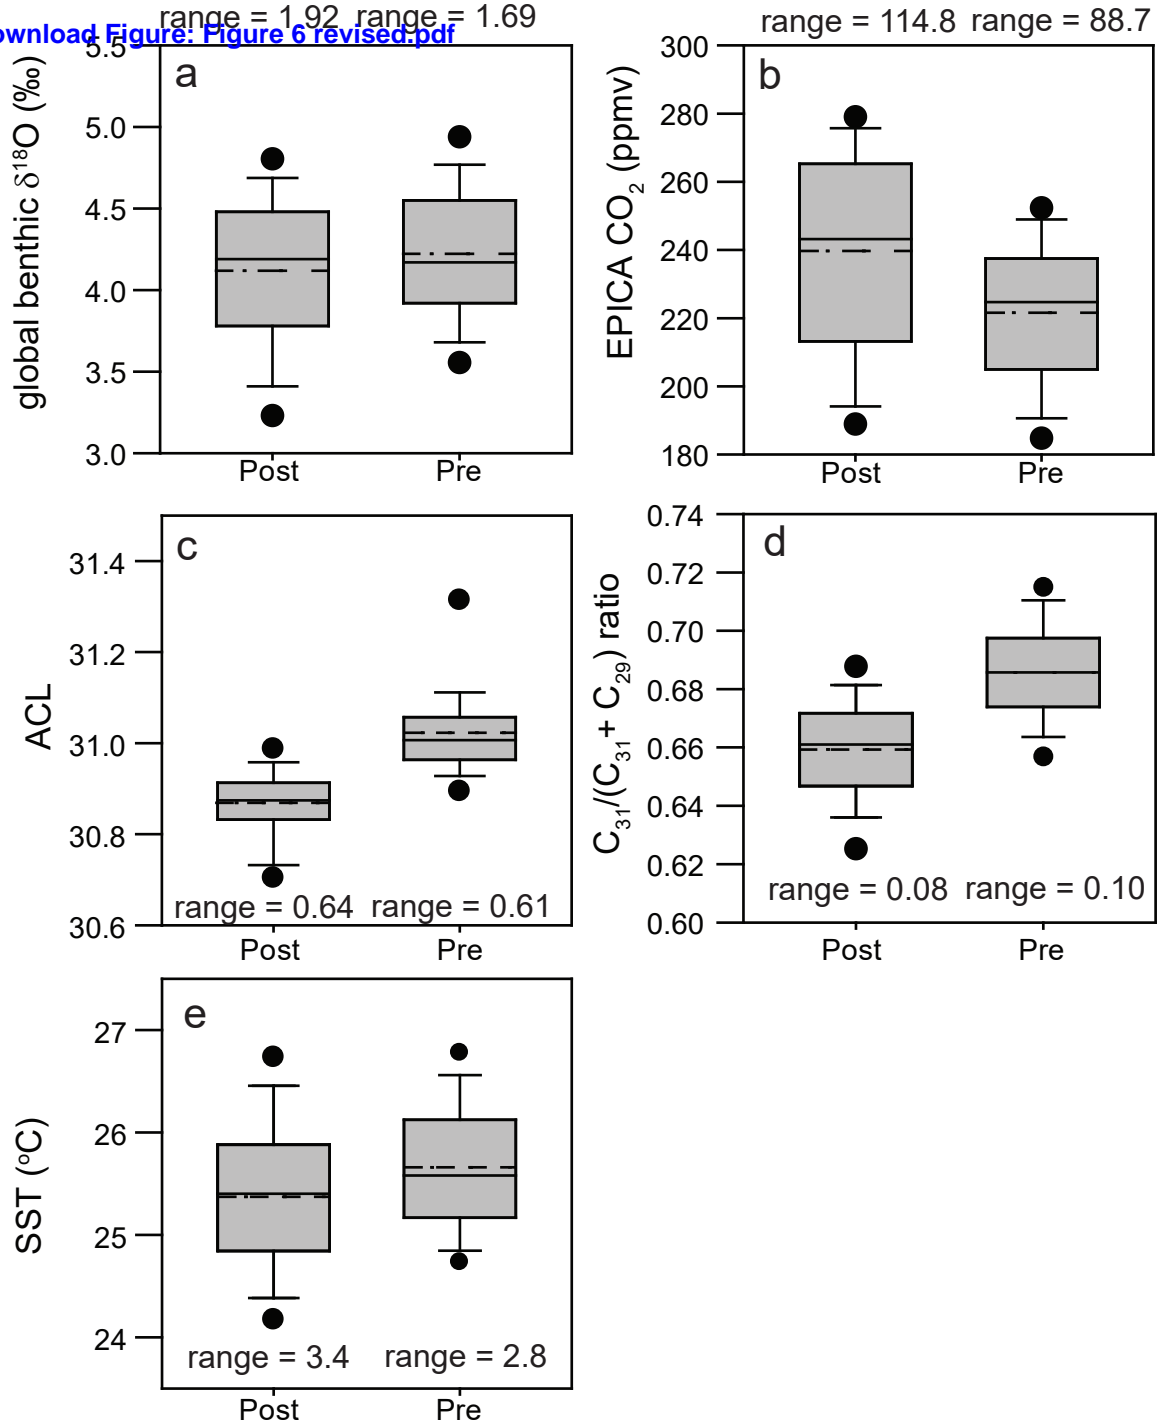 range = 1.92 range = 1.69
ownload Figure: Figure 6 revised.pdf
range = 114.8 range = 88.7
a
global benthic δ18O (‰)
5.5
5.0
4.5
4.0
3.5
3.0
Post Pre
b
EPICA CO2 (ppmv)
300
280
260
240
220
200
180
Post Pre
c
ACL
31.4
31.2
31.0
30.8
30.6
range = 0.64 range = 0.61
Post Pre
d
C31/(C31 + C29) ratio
0.74
0.72
0.70
0.68
0.66
0.64
0.62
0.60
range = 0.08 range = 0.10
Post Pre
e
SST (oC)
27
26
25
24
range = 3.4 range = 2.8
Post Pre